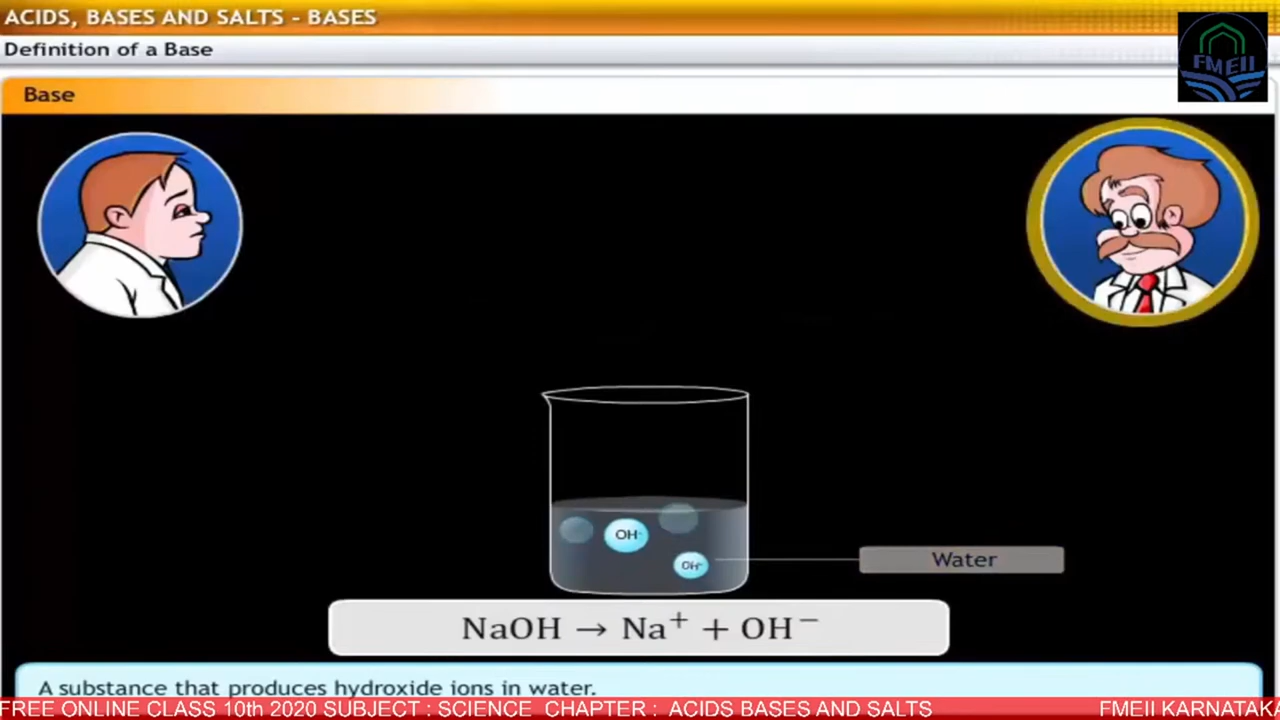 ACIDS, BASES AND SALTS - BASES
Definition of a Base
FMEII
Base
OH⁻
OH⁻
Water
NaOH → Na⁺ + OH⁻
A substance that produces hydroxide ions in water.
FREE ONLINE CLASS 10th 2020 SUBJECT : SCIENCE CHAPTER : ACIDS BASES AND SALTS FMEII KARNATAKA